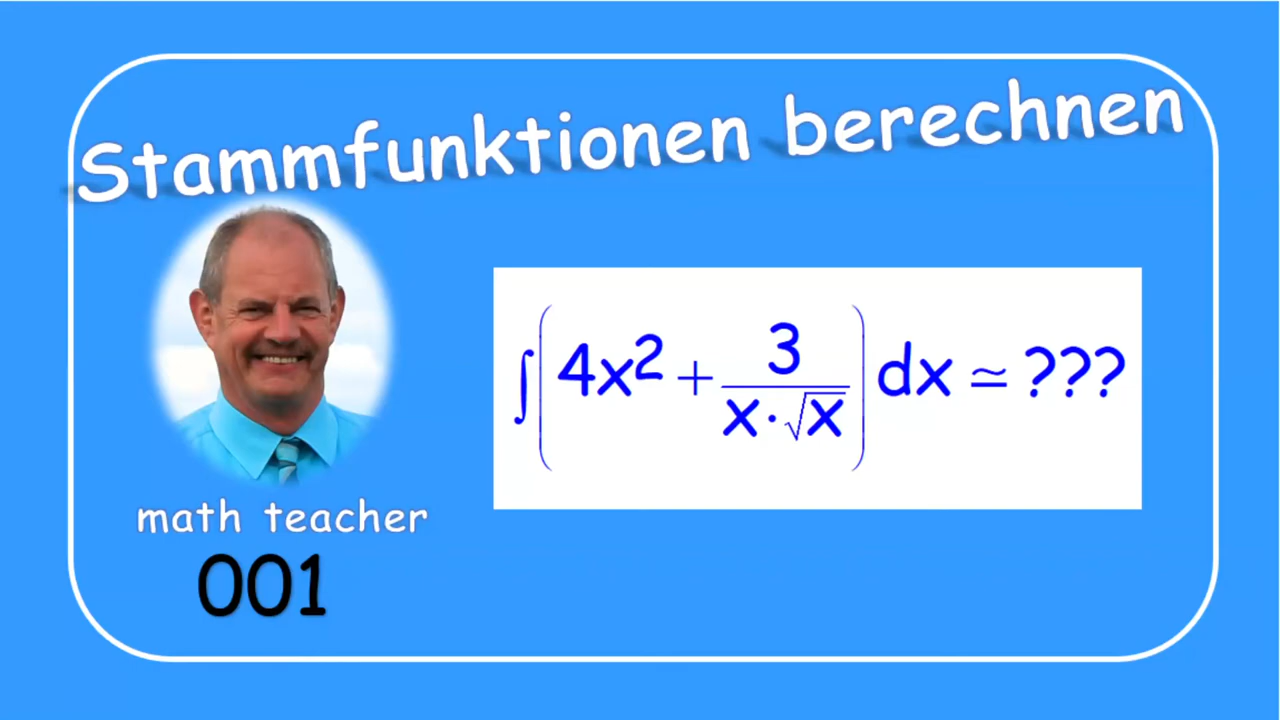 Stammfunktionen berechnen
∫(4x² + 3/(x·√x)) dx ≃ ???
math teacher
001